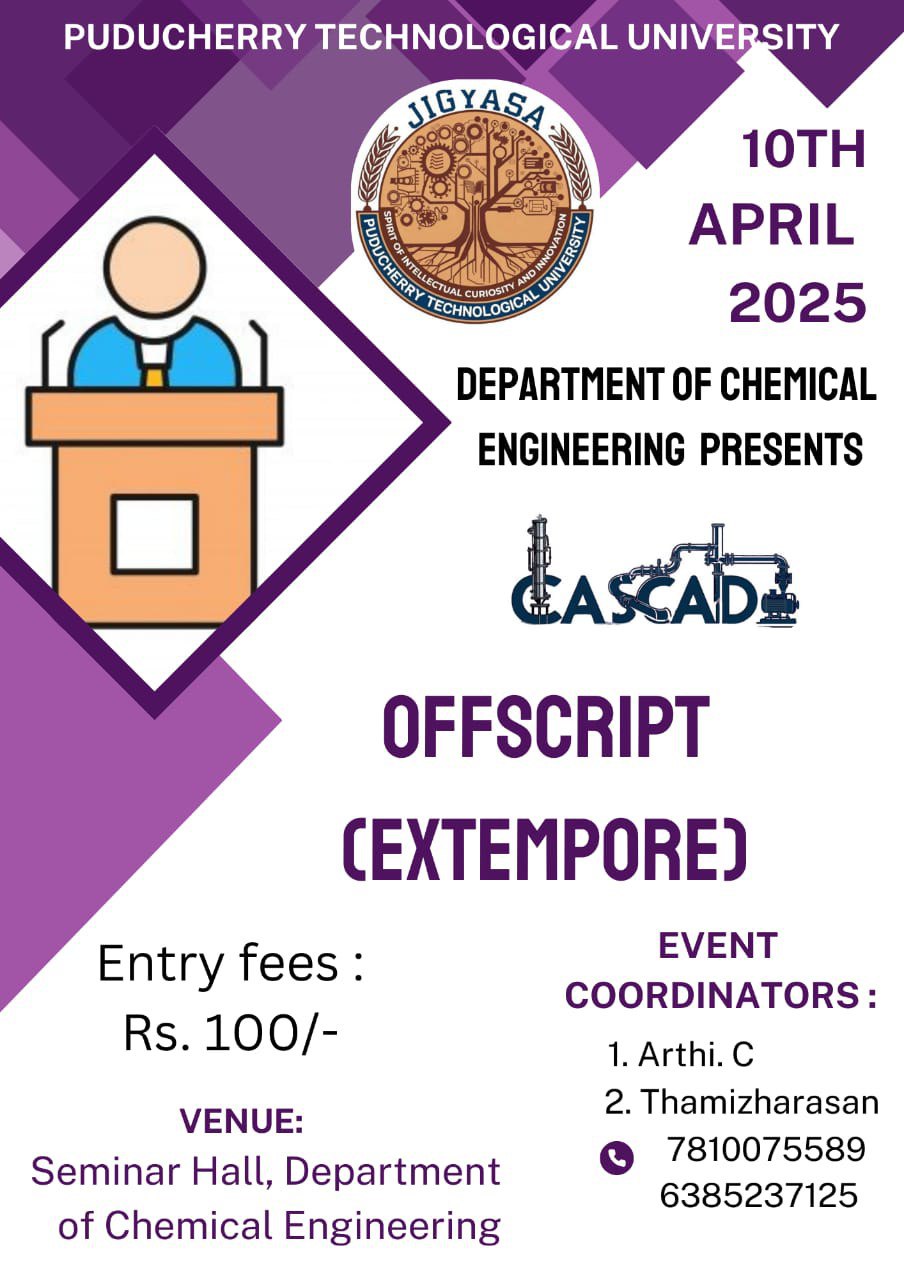 PUDUCHERRY TECHNOLOGICAL UNIVERSITY
JIGYASA
SPIRIT OF INTELLECTUAL CURIOSITY AND INNOVATION
PUDUCHERRY TECHNOLOGICAL UNIVERSITY
10TH
APRIL
2025
DEPARTMENT OF CHEMICAL
ENGINEERING PRESENTS
CASCADE
OFFSCRIPT
(EXTEMPORE)
Entry fees :
Rs. 100/-
VENUE:
Seminar Hall, Department
of Chemical Engineering
EVENT
COORDINATORS :
1. Arthi. C
2. Thamizharasan
7810075589
6385237125